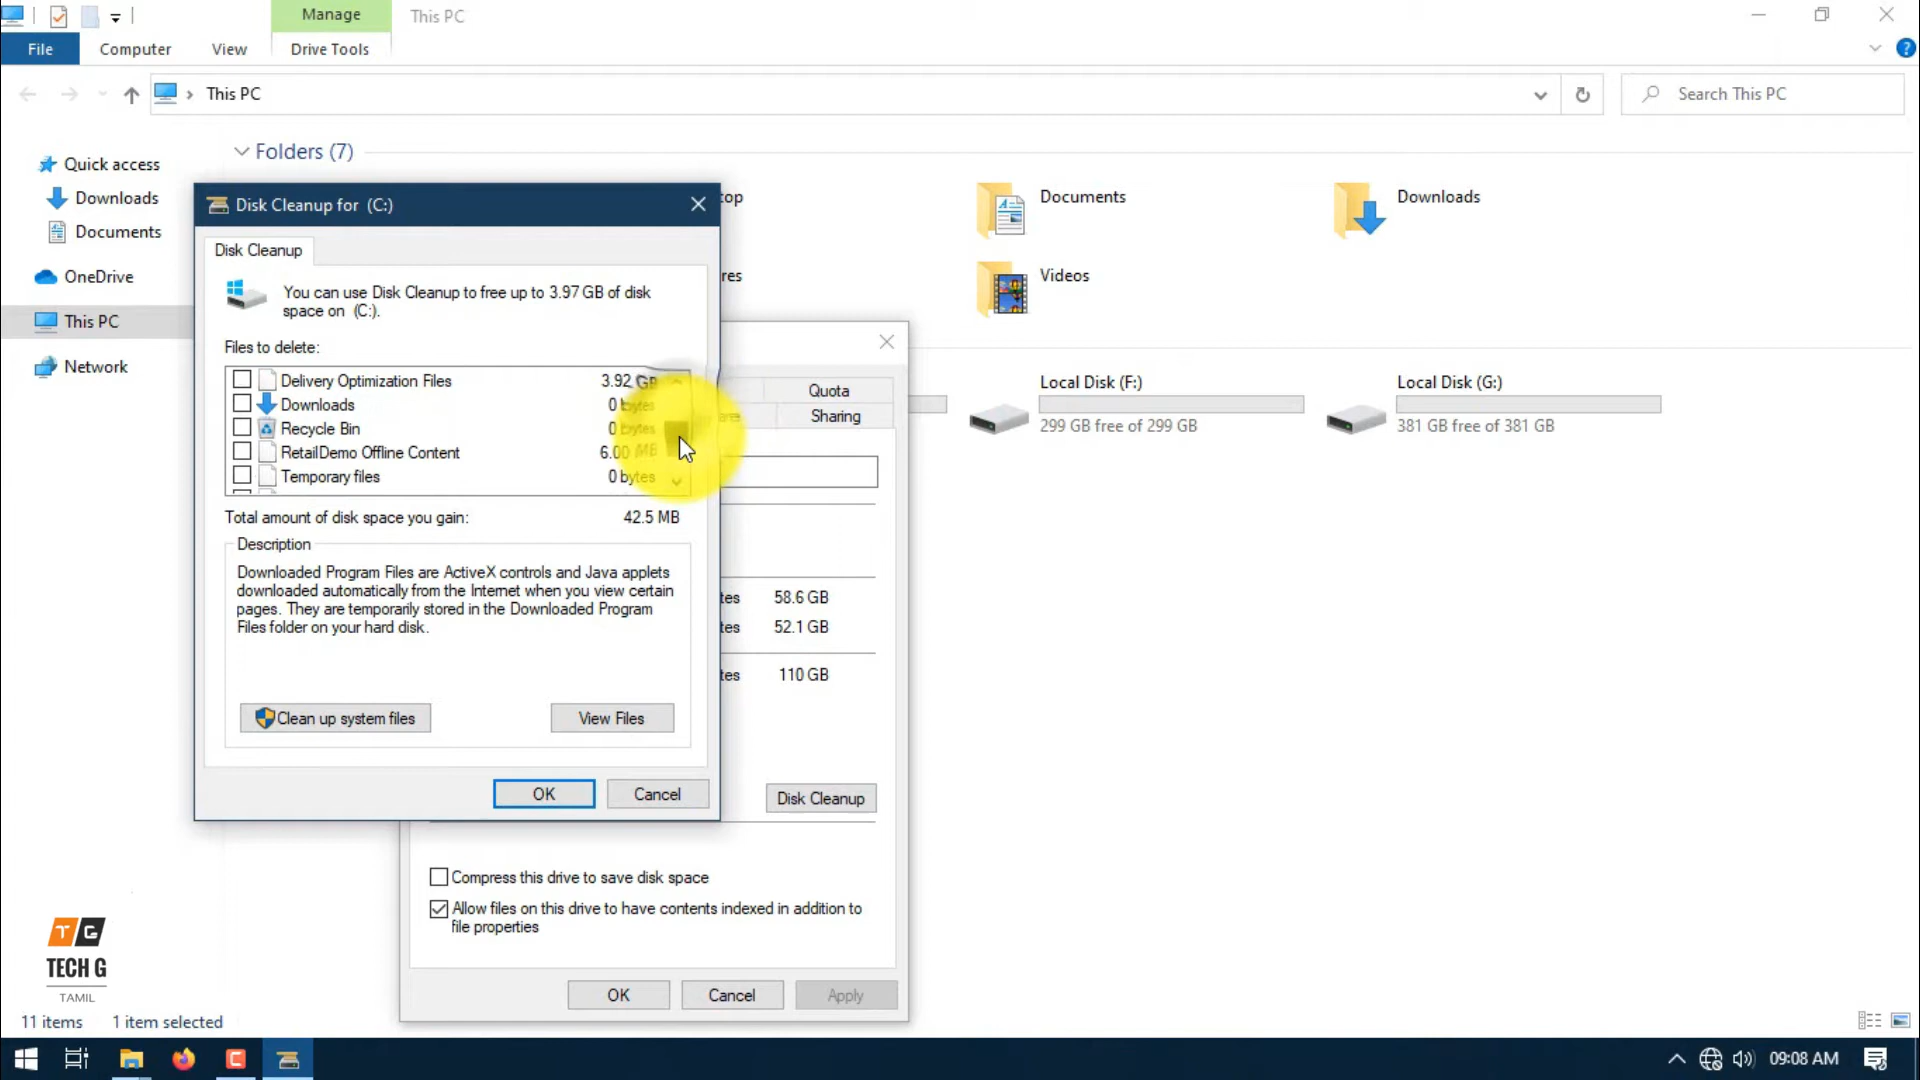 Manage
This PC
File
Computer
View
Drive Tools
This PC
Search This PC
Quick access
Downloads
Documents
OneDrive
This PC
Network
Folders (7)
Documents
Downloads
Videos
Local Disk (F:)
299 GB free of 299 GB
Local Disk (G:)
381 GB free of 381 GB
Disk Cleanup for (C:)
Disk Cleanup
You can use Disk Cleanup to free up to 3.97 GB of disk
space on (C:).
Files to delete:
Delivery Optimization Files 3.92 GB
Downloads 0 bytes
Recycle Bin 0 bytes
RetailDemo Offline Content 6.00 MB
Temporary files 0 bytes
Total amount of disk space you gain: 42.5 MB
Description
Downloaded Program Files are ActiveX controls and Java applets
downloaded automatically from the Internet when you view certain
pages. They are temporarily stored in the Downloaded Program
Files folder on your hard disk.
Clean up system files
View Files
OK
Cancel
Quota
Sharing
58.6 GB
52.1 GB
110 GB
Disk Cleanup
Compress this drive to save disk space
Allow files on this drive to have contents indexed in addition to
file properties
OK
Cancel
Apply
TG
TECH G
TAMIL
11 items
1 item selected
09:08 AM